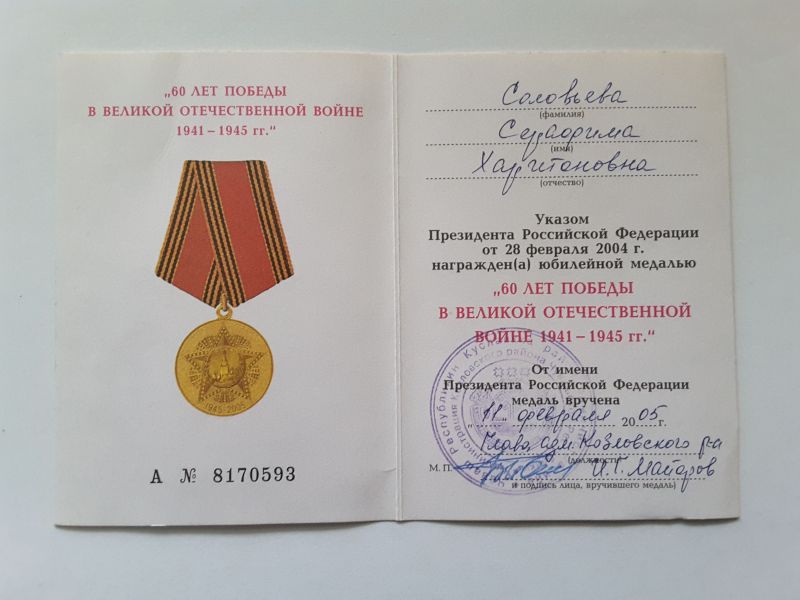 „60 ЛЕТ ПОБЕДЫ
В ВЕЛИКОЙ ОТЕЧЕСТВЕННОЙ ВОЙНЕ
1941 – 1945 гг.“
1945-2005
А № 8170593
Соловьева
(фамилия)
Серафима
(имя)
Харитоновна
(отчество)
Указом
Президента Российской Федерации
от 28 февраля 2004 г.
награжден(а) юбилейной медалью
„60 ЛЕТ ПОБЕДЫ
В ВЕЛИКОЙ ОТЕЧЕСТВЕННОЙ
ВОЙНЕ 1941 – 1945 гг.“
От имени
Президента Российской Федерации
медаль вручена
„11“ февраля 2005 г.
Глава адм. Козловского р-а
(должность)
М. П. И.Г. Майоров
и подпись лица, вручившего медаль)